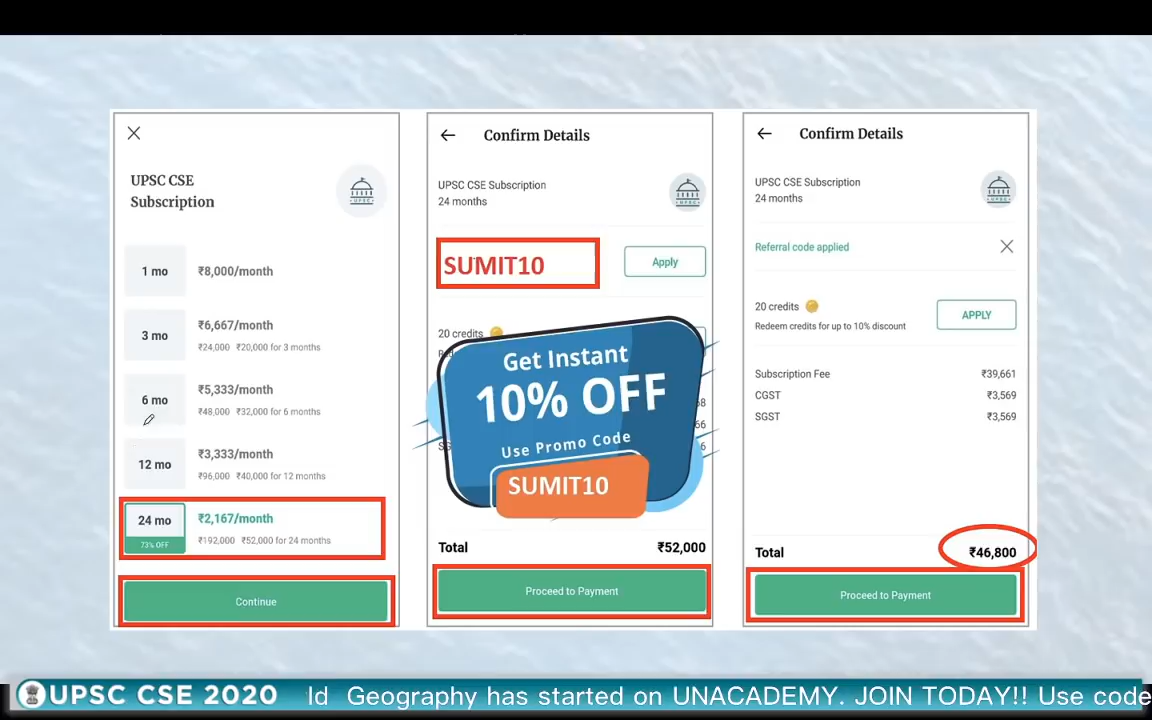 UPSC CSE
Subscription
UPSC
1 mo
₹8,000/month
3 mo
₹6,667/month
₹24,000 ₹20,000 for 3 months
6 mo
₹5,333/month
₹48,000 ₹32,000 for 6 months
12 mo
₹3,333/month
₹96,000 ₹40,000 for 12 months
24 mo
73% OFF
₹2,167/month
₹192,000 ₹52,000 for 24 months
Continue
Confirm Details
UPSC CSE Subscription
24 months
UPSC
SUMIT10
Apply
20 credits
Get Instant
10% OFF
Use Promo Code
SUMIT10
Total
₹52,000
Proceed to Payment
Confirm Details
UPSC CSE Subscription
24 months
UPSC
Referral code applied
20 credits
Redeem credits for up to 10% discount
APPLY
Subscription Fee ₹39,661
CGST ₹3,569
SGST ₹3,569
Total ₹46,800
Proceed to Payment
UPSC CSE 2020
ld Geography has started on UNACADEMY. JOIN TODAY!! Use code